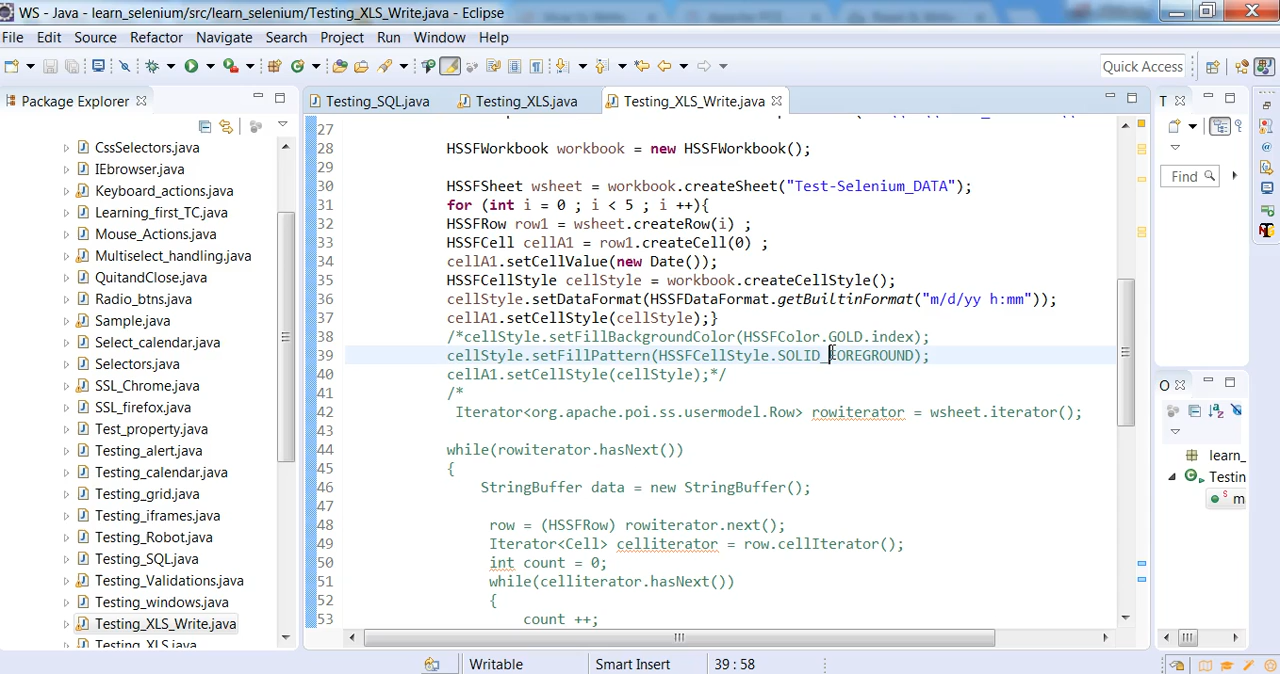 WS - Java - learn_selenium/src/learn_selenium/Testing_XLS_Write.java - Eclipse
File Edit Source Refactor Navigate Search Project Run Window Help
Quick Access
Package Explorer
CssSelectors.java
IEbrowser.java
Keyboard_actions.java
Learning_first_TC.java
Mouse_Actions.java
Multiselect_handling.java
QuitandClose.java
Radio_btns.java
Sample.java
Select_calendar.java
Selectors.java
SSL_Chrome.java
SSL_firefox.java
Test_property.java
Testing_alert.java
Testing_calendar.java
Testing_grid.java
Testing_iframes.java
Testing_Robot.java
Testing_SQL.java
Testing_Validations.java
Testing_windows.java
Testing_XLS_Write.java
Testing_XLS.java
Testing_SQL.java Testing_XLS.java Testing_XLS_Write.java
27
28 HSSFWorkbook workbook = new HSSFWorkbook();
29
30 HSSFSheet wsheet = workbook.createSheet("Test-Selenium_DATA");
31 for (int i = 0 ; i < 5 ; i ++){
32 HSSFRow row1 = wsheet.createRow(i) ;
33 HSSFCell cellA1 = row1.createCell(0) ;
34 cellA1.setCellValue(new Date());
35 HSSFCellStyle cellStyle = workbook.createCellStyle();
36 cellStyle.setDataFormat(HSSFDataFormat.getBuiltinFormat("m/d/yy h:mm"));
37 cellA1.setCellStyle(cellStyle);}
38 /*cellStyle.setFillBackgroundColor(HSSFColor.GOLD.index);
39 cellStyle.setFillPattern(HSSFCellStyle.SOLID_FOREGROUND);
40 cellA1.setCellStyle(cellStyle);*/
41 /*
42 Iterator<org.apache.poi.ss.usermodel.Row> rowiterator = wsheet.iterator();
43
44 while(rowiterator.hasNext())
45 {
46 StringBuffer data = new StringBuffer();
47
48 row = (HSSFRow) rowiterator.next();
49 Iterator<Cell> celliterator = row.cellIterator();
50 int count = 0;
51 while(celliterator.hasNext())
52 {
53 count ++;
T
Find
O
learn_
Testin
m
Writable Smart Insert 39 : 58